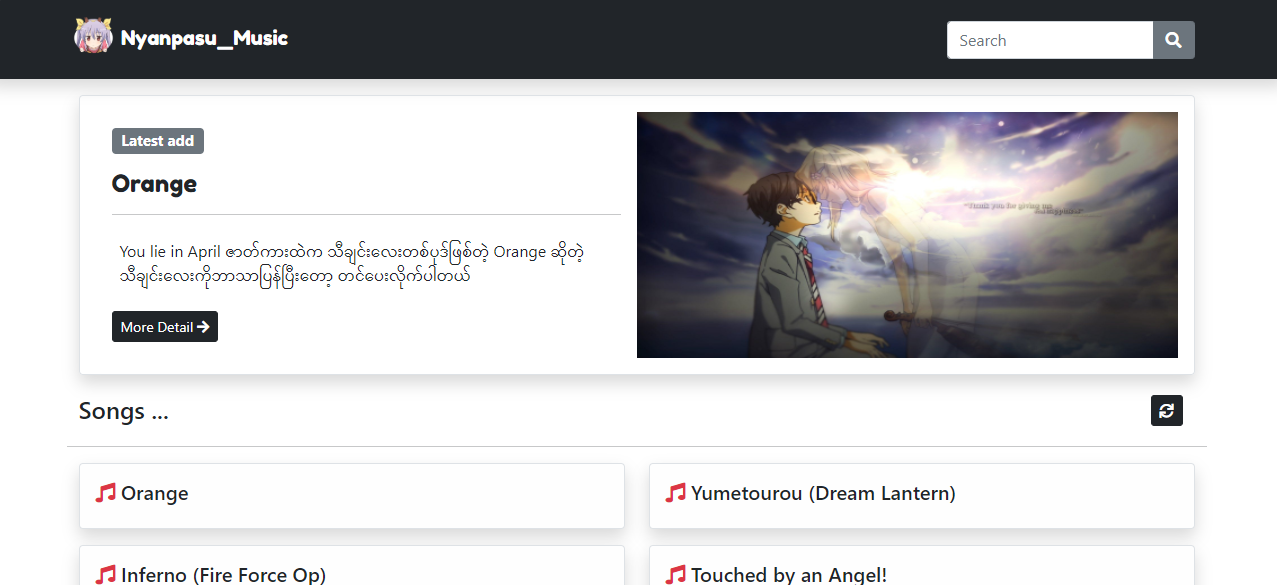 Nyanpasu_Music
Search
Latest add
Orange
You lie in April ဇာတ်ကားထဲက သီချင်းလေးတစ်ပုဒ်ဖြစ်တဲ့ Orange ဆိုတဲ့
သီချင်းလေးကိုဘာသာပြန်ပြီးတော့ တင်ပေးလိုက်ပါတယ်
More Detail
"Thank you for giving me
Songs ...
Orange
Yumetourou (Dream Lantern)
Inferno (Fire Force Op)
Touched by an Angel!